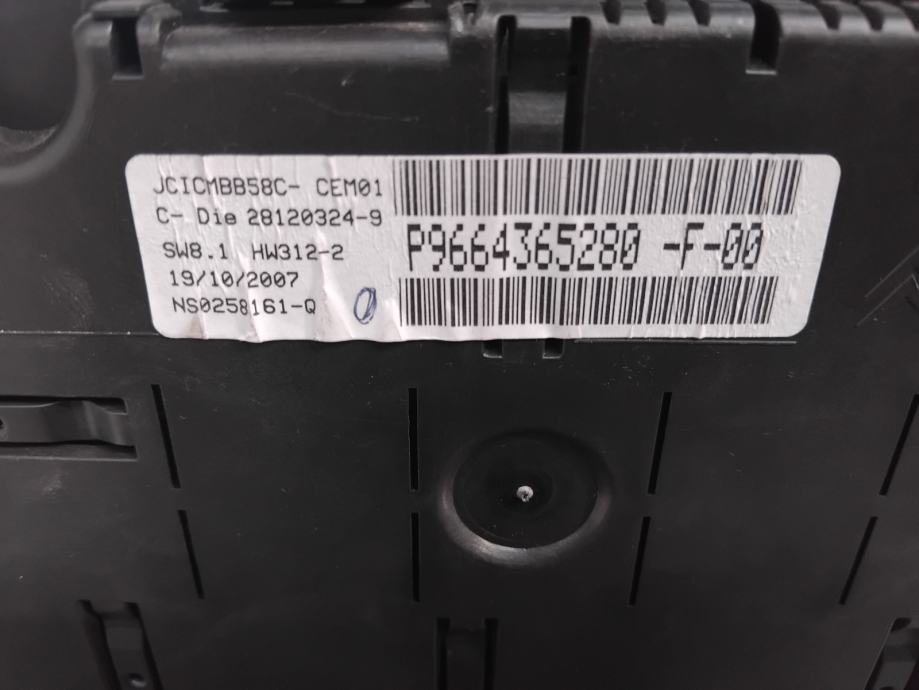 JCICMBB58C- CEM01
C- Die 28120324-9
SW8.1 HW312-2
19/10/2007
NS0258161-Q
P9664365280 -F-00